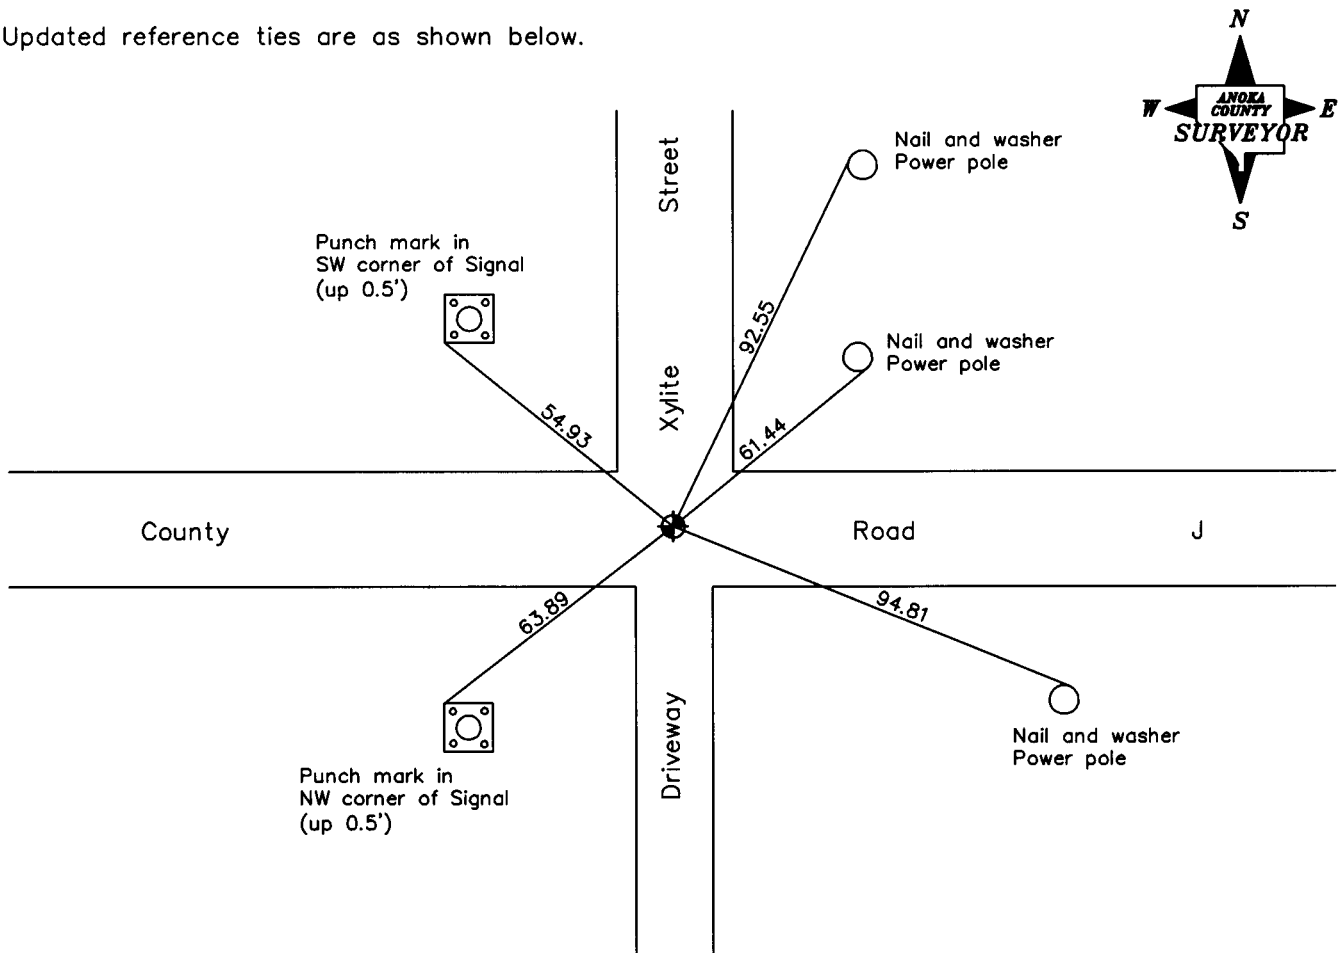 Updated reference ties are as shown below.
N
W
ANOKA
COUNTY
SURVEYOR
E
S
Nail and washer
Power pole
Street
Punch mark in
SW corner of Signal
(up 0.5')
92.55
Nail and washer
Power pole
Xylite
54.93
61.44
County
Road
J
63.89
94.81
Driveway
Nail and washer
Power pole
Punch mark in
NW corner of Signal
(up 0.5')